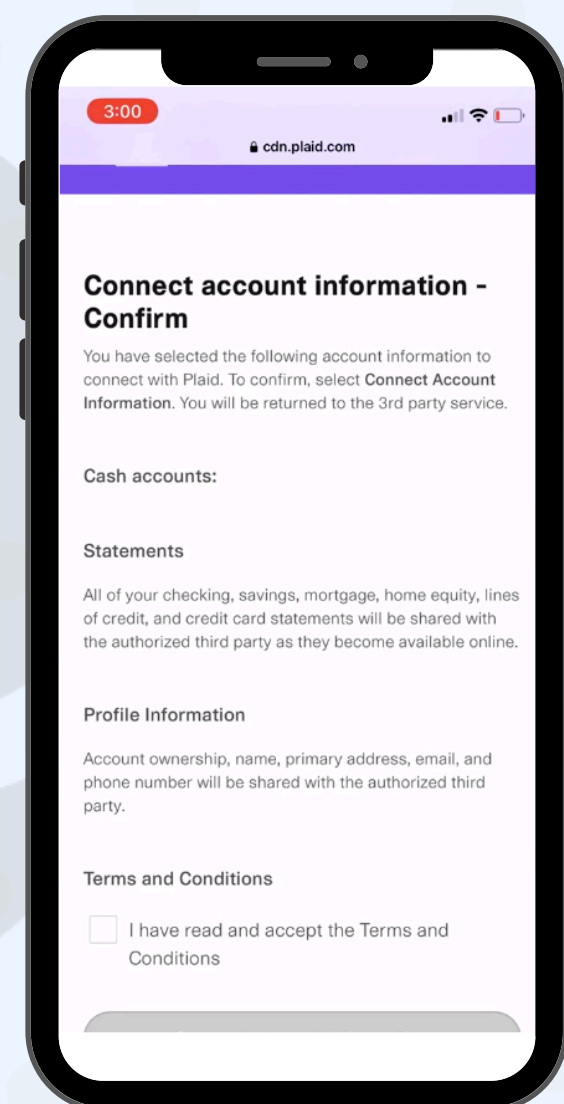 3:00
cdn.plaid.com
Connect account information -
Confirm
You have selected the following account information to
connect with Plaid. To confirm, select Connect Account
Information. You will be returned to the 3rd party service.
Cash accounts:
Statements
All of your checking, savings, mortgage, home equity, lines
of credit, and credit card statements will be shared with
the authorized third party as they become available online.
Profile Information
Account ownership, name, primary address, email, and
phone number will be shared with the authorized third
party.
Terms and Conditions
I have read and accept the Terms and
Conditions